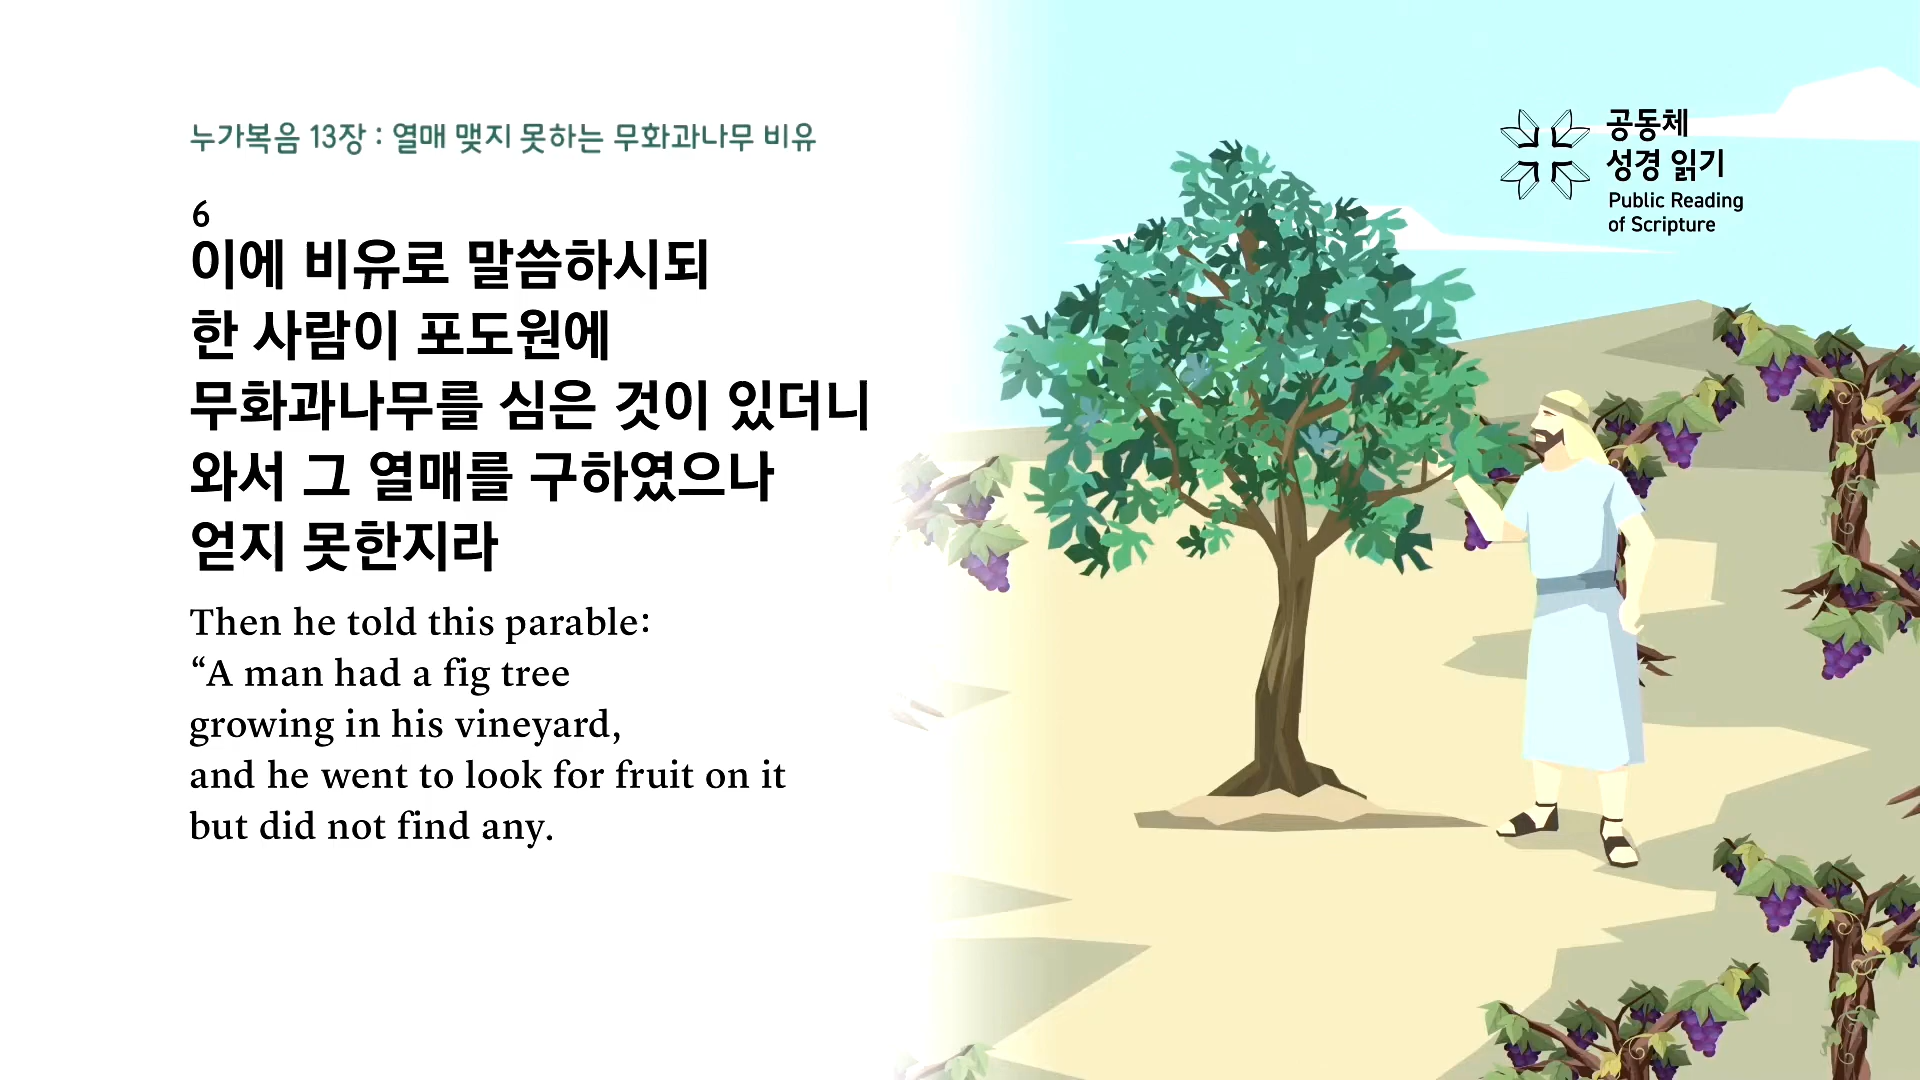 누가복음 13장 : 열매 맺지 못하는 무화과나무 비유
6
이에 비유로 말씀하시되
한 사람이 포도원에
무화과나무를 심은 것이 있더니
와서 그 열매를 구하였으나
얻지 못한지라
Then he told this parable:
“A man had a fig tree
growing in his vineyard,
and he went to look for fruit on it
but did not find any.
공동체
성경 읽기
Public Reading
of Scripture